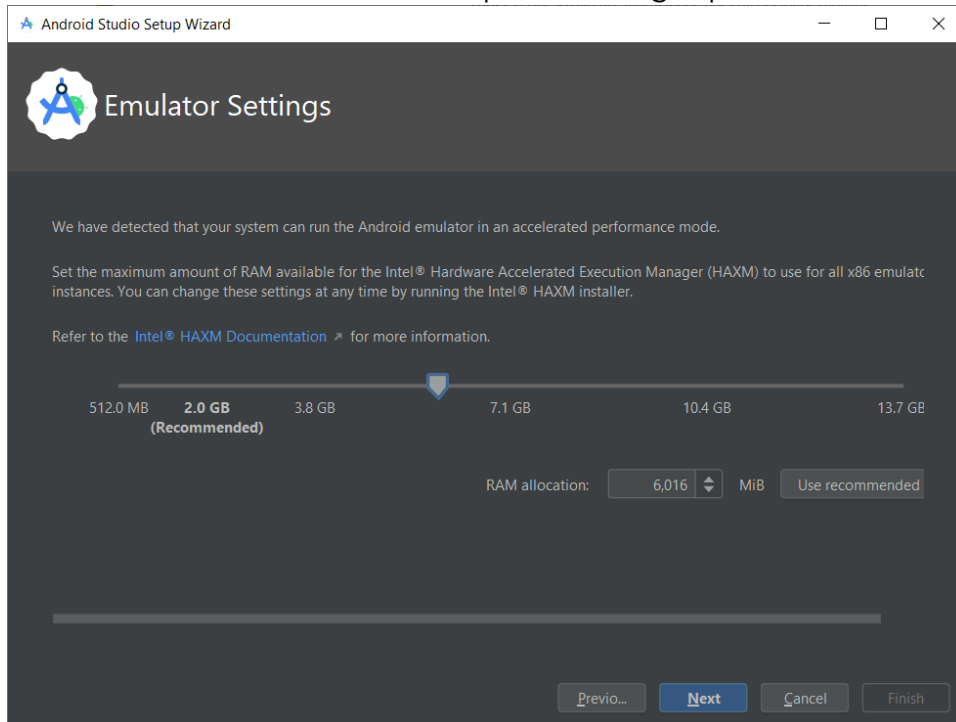 Android Studio Setup Wizard
Emulator Settings
We have detected that your system can run the Android emulator in an accelerated performance mode.
Set the maximum amount of RAM available for the Intel® Hardware Accelerated Execution Manager (HAXM) to use for all x86 emulatc
instances. You can change these settings at any time by running the Intel® HAXM installer.
Refer to the Intel® HAXM Documentation ↗ for more information.
512.0 MB 2.0 GB 3.8 GB 7.1 GB 10.4 GB 13.7 GB
(Recommended)
RAM allocation: 6,016 MiB Use recommended
Previo... Next Cancel Finish